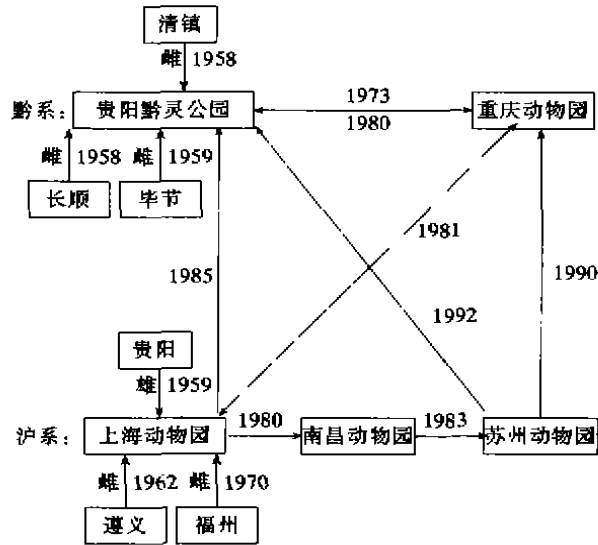 清镇
雌 1958
黔系：
贵阳黔灵公园
1973
1980
重庆动物园
雌 1958
雌 1959
长顺
毕节
1981
1985
1990
1992
贵阳
雄 1959
沪系：
上海动物园
1980
南昌动物园
1983
苏州动物园
雌 1962
雌 1970
遵义
福州